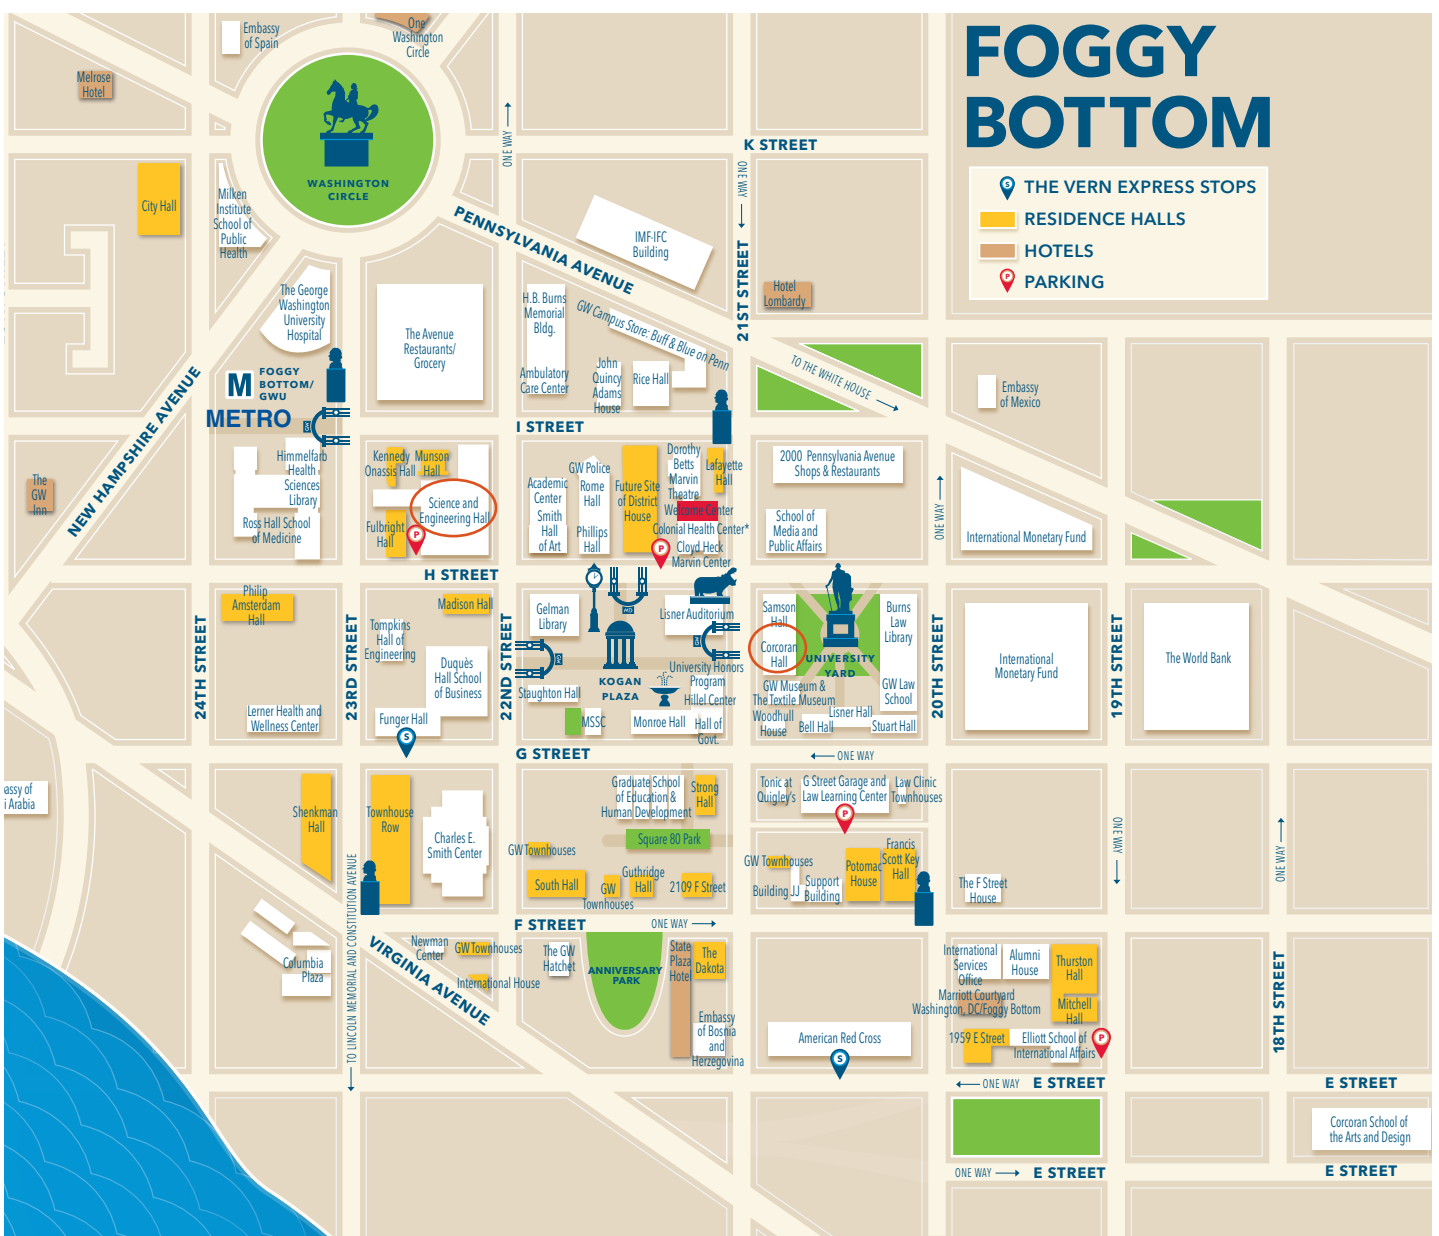 FOGGY
BOTTOM
THE VERN EXPRESS STOPS
RESIDENCE HALLS
HOTELS
PARKING
S
P
Embassy
of Spain
One
Washington
Circle
Melrose
Hotel
WASHINGTON
CIRCLE
ONE WAY
K STREET
ONE WAY
City Hall
Milken
Institute
School of
Public
Health
PENNSYLVANIA AVENUE
IMF-IFC
Building
21ST STREET
Hotel
Lombardy
The George
Washington
University
Hospital
The Avenue
Restaurants/
Grocery
H.B. Burns
Memorial
Bldg.
GW Campus Store: Buff & Blue on Penn
Ambulatory
Care Center
John
Quincy
Adams
House
Rice Hall
TO THE WHITE HOUSE
Embassy
of Mexico
M
FOGGY
BOTTOM/
GWU
METRO
NEW HAMPSHIRE AVENUE
I STREET
The
GW
Inn
Himmelfarb
Health
Sciences
Library
Ross Hall School
of Medicine
Kennedy
Onassis Hall
Munson
Hall
Science and
Engineering Hall
Fulbright
Hall
P
Academic
Center
Smith
Hall
of Art
GW Police
Rome
Hall
Phillips
Hall
Future Site
of District
House
Dorothy
Betts
Marvin
Theatre
Lafayette
Hall
Welcome Center
Colonial Health Center*
Cloyd Heck
Marvin Center
P
2000 Pennsylvania Avenue
Shops & Restaurants
School of
Media and
Public Affairs
ONE WAY
International Monetary Fund
H STREET
Philip
Amsterdam
Hall
Madison Hall
Tompkins
Hall of
Engineering
Duquès
Hall School
of Business
Lerner Health and
Wellness Center
Funger Hall
S
24TH STREET
23RD STREET
22ND STREET
Gelman
Library
KOGAN
PLAZA
Lisner Auditorium
University Honors
Program
Hillel Center
Staughton Hall
MSSC
Monroe Hall
Hall of
Govt.
Samson
Hall
Corcoran
Hall
UNIVERSITY
YARD
Burns
Law
Library
GW Law
School
GW Museum &
The Textile Museum
Woodhull
House
Bell Hall
Lisner Hall
Stuart Hall
20TH STREET
International
Monetary Fund
19TH STREET
The World Bank
G STREET
ONE WAY
i Arabia
Shenkman
Hall
Townhouse
Row
Charles E.
Smith Center
Graduate School
of Education &
Human Development
Strong
Hall
Square 80 Park
GW Townhouses
South Hall
GW
Townhouses
Guthridge
Hall
2109 F Street
Tonic at
Quigley's
G Street Garage and
Law Learning Center
P
Law Clinic
Townhouses
GW Townhouses
Building JJ
Support
Building
Potomac
House
Francis
Scott Key
Hall
The F Street
House
ONE WAY
ONE WAY
F STREET
ONE WAY
TO LINCOLN MEMORIAL AND CONSTITUTION AVENUE
VIRGINIA AVENUE
Columbia
Plaza
Newman
Center
GW Townhouses
International House
The GW
Hatchet
ANNIVERSARY
PARK
State
Plaza
Hotel
The
Dakota
Embassy
of Bosnia
and
Herzegovina
American Red Cross
S
International
Services
Office
Alumni
House
Thurston
Hall
Marriott Courtyard
Washington, DC/Foggy Bottom
Mitchell
Hall
1959 E Street
Elliott School of
International Affairs
P
18TH STREET
ONE WAY
E STREET
E STREET
Corcoran School of
the Arts and Design
ONE WAY
E STREET
E STREET